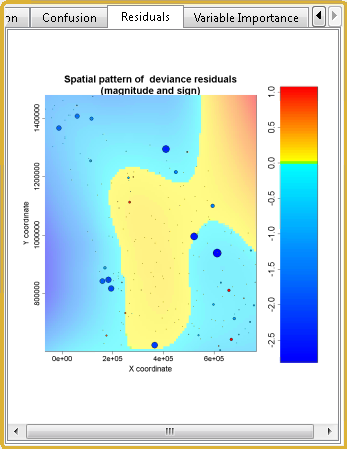 on Confusion Residuals Variable Importance
Spatial pattern of deviance residuals
(magnitude and sign)
Y coordinate
1400000
1200000
1000000
800000
0e+00 2e+05 4e+05 6e+05
X coordinate
1.0
0.5
0.0
-0.5
-1.0
-1.5
-2.0
-2.5